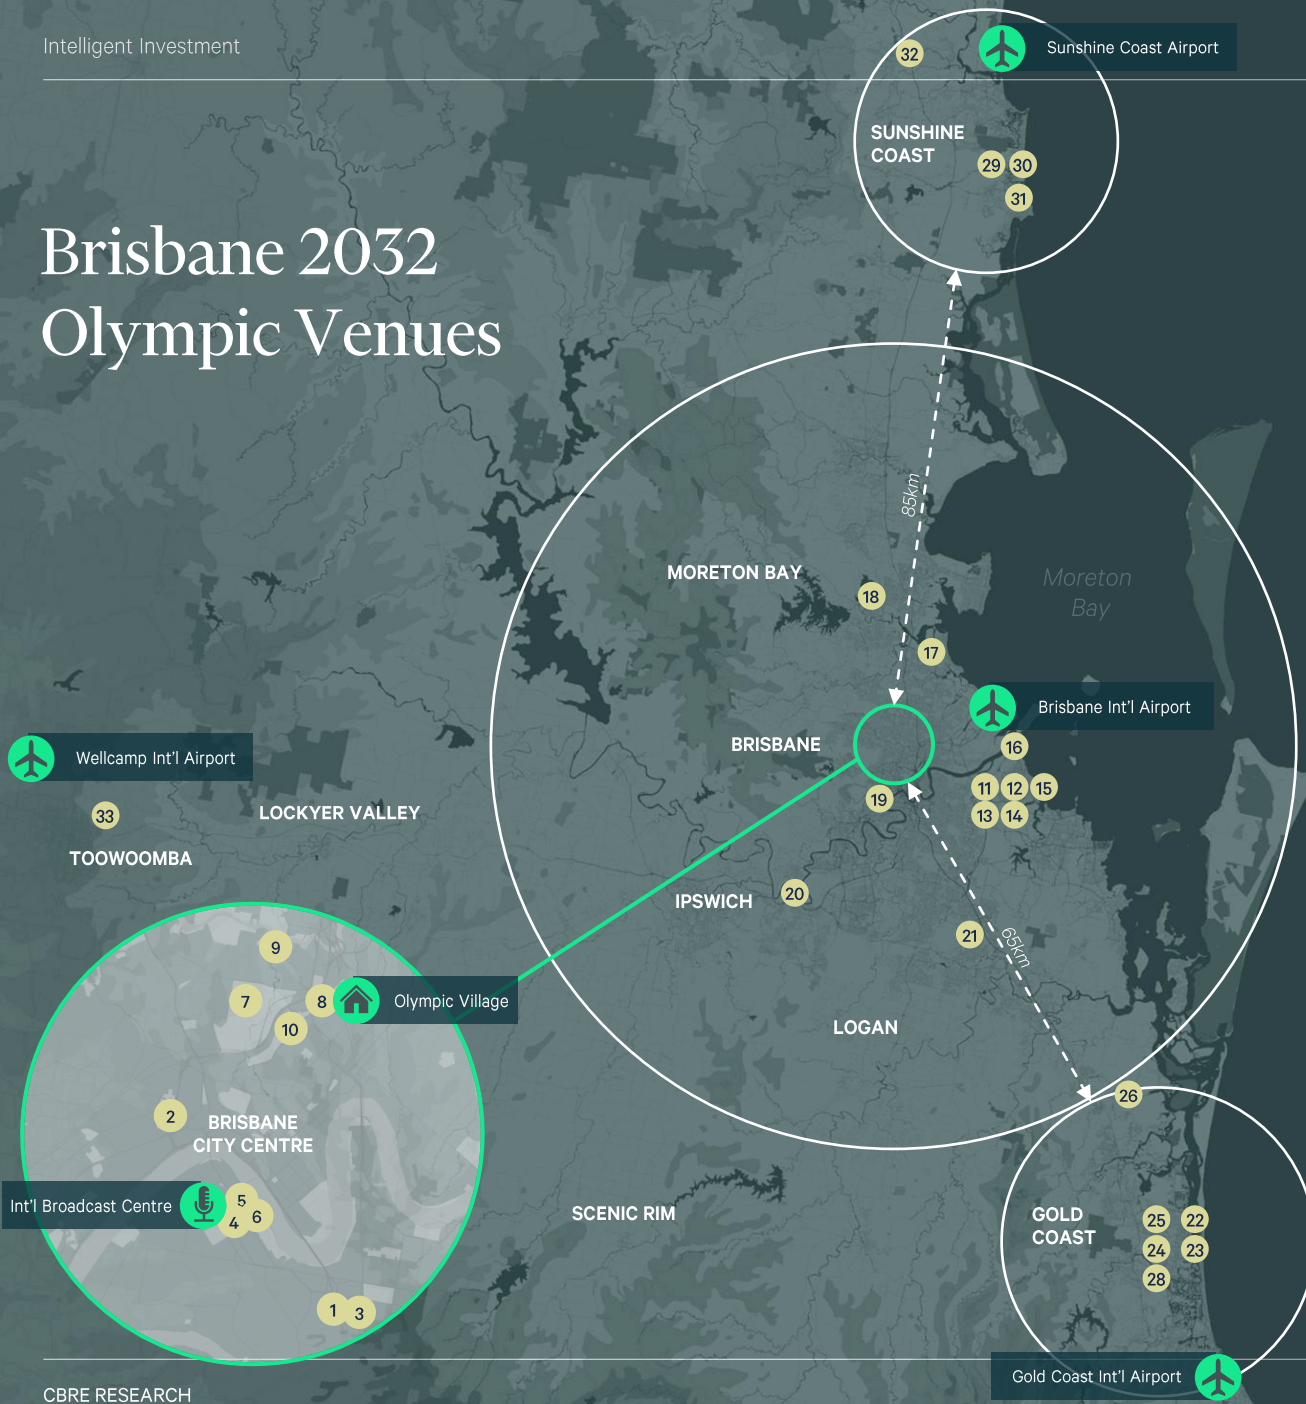 Intelligent Investment
Sunshine Coast Airport
32
SUNSHINE
COAST
29 30
31
Brisbane 2032
Olympic Venues
85km
MORETON BAY
Moreton
Bay
18
17
Brisbane Int'l Airport
BRISBANE
16
Wellcamp Int'l Airport
11 12 15
19
13 14
33
LOCKYER VALLEY
TOOWOOMBA
IPSWICH
20
21
65km
9
7
8
Olympic Village
10
LOGAN
26
2
BRISBANE
CITY CENTRE
Int'l Broadcast Centre
5
4
6
SCENIC RIM
GOLD
COAST
25 22
24 23
28
1
3
Gold Coast Int'l Airport
CBRE RESEARCH